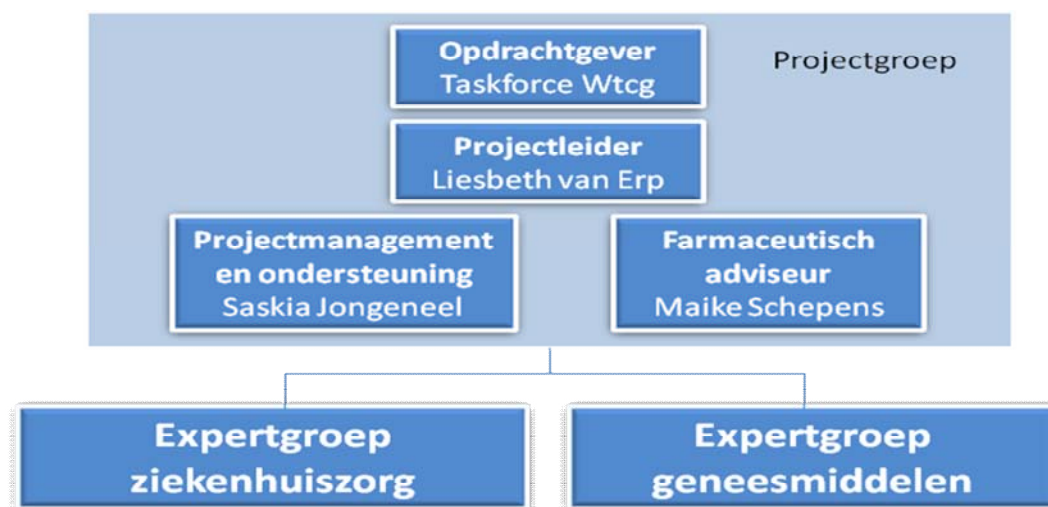 Opdrachtgever
Taskforce Wtcg
Projectgroep
Projectleider
Liesbeth van Erp
Projectmanagement
en ondersteuning
Saskia Jongeneel
Farmaceutisch
adviseur
Maike Schepens
Expertgroep
ziekenhuiszorg
Expertgroep
geneesmiddelen